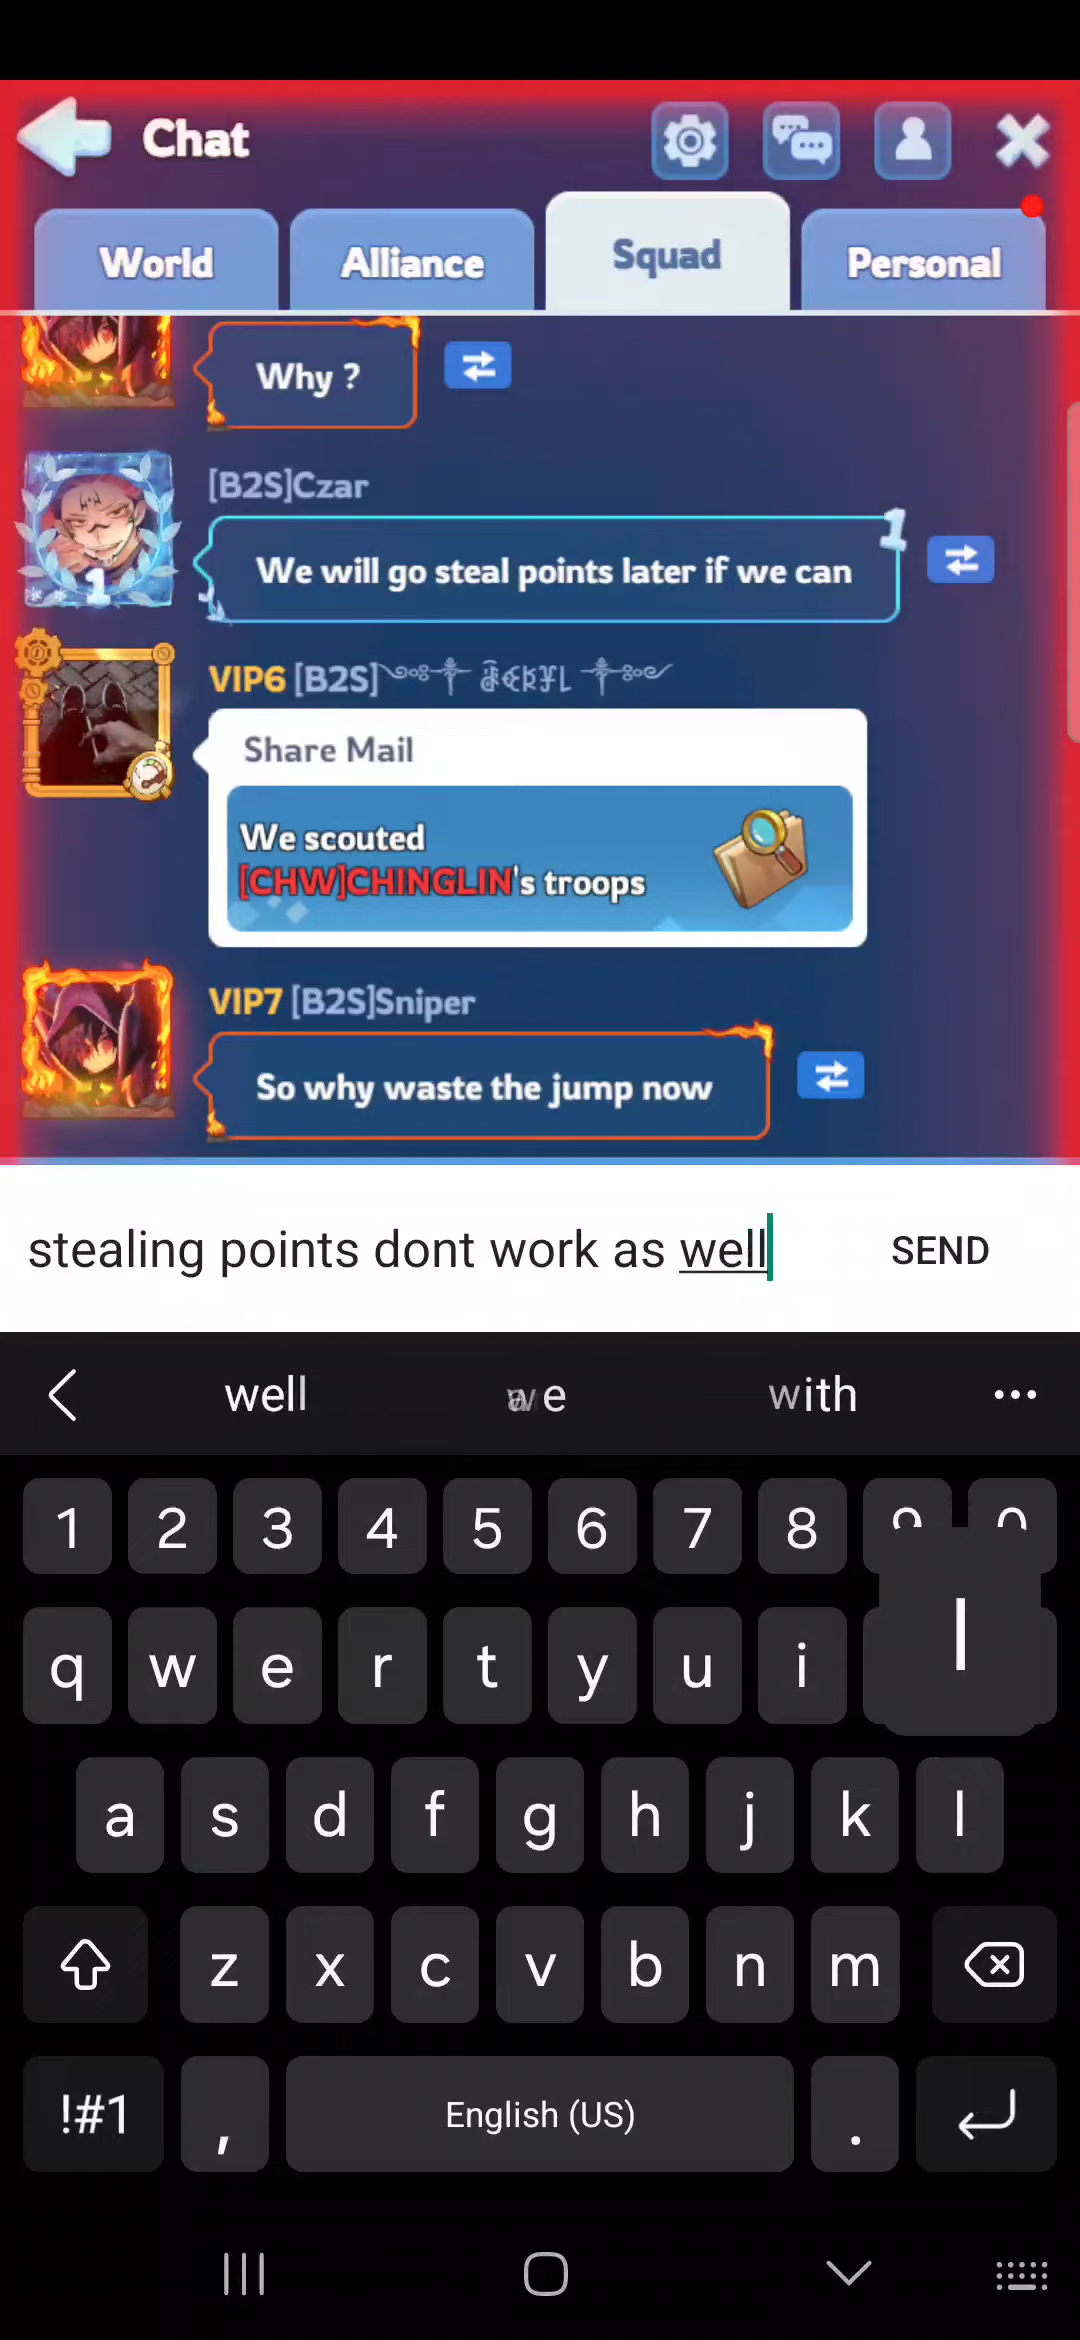 Chat
World
Alliance
Squad
Personal
Why ?
[B2S]Czar
1
We will go steal points later if we can
1
VIP6 [B2S]
Share Mail
We scouted
[CHW]CHINGLIN's troops
VIP7 [B2S]Sniper
So why waste the jump now
stealing points dont work as well
SEND
well
we
with
1 2 3 4 5 6 7 8
l
q w e r t y u i
a s d f g h j k l
z x c v b n m
!#1 , English (US) .